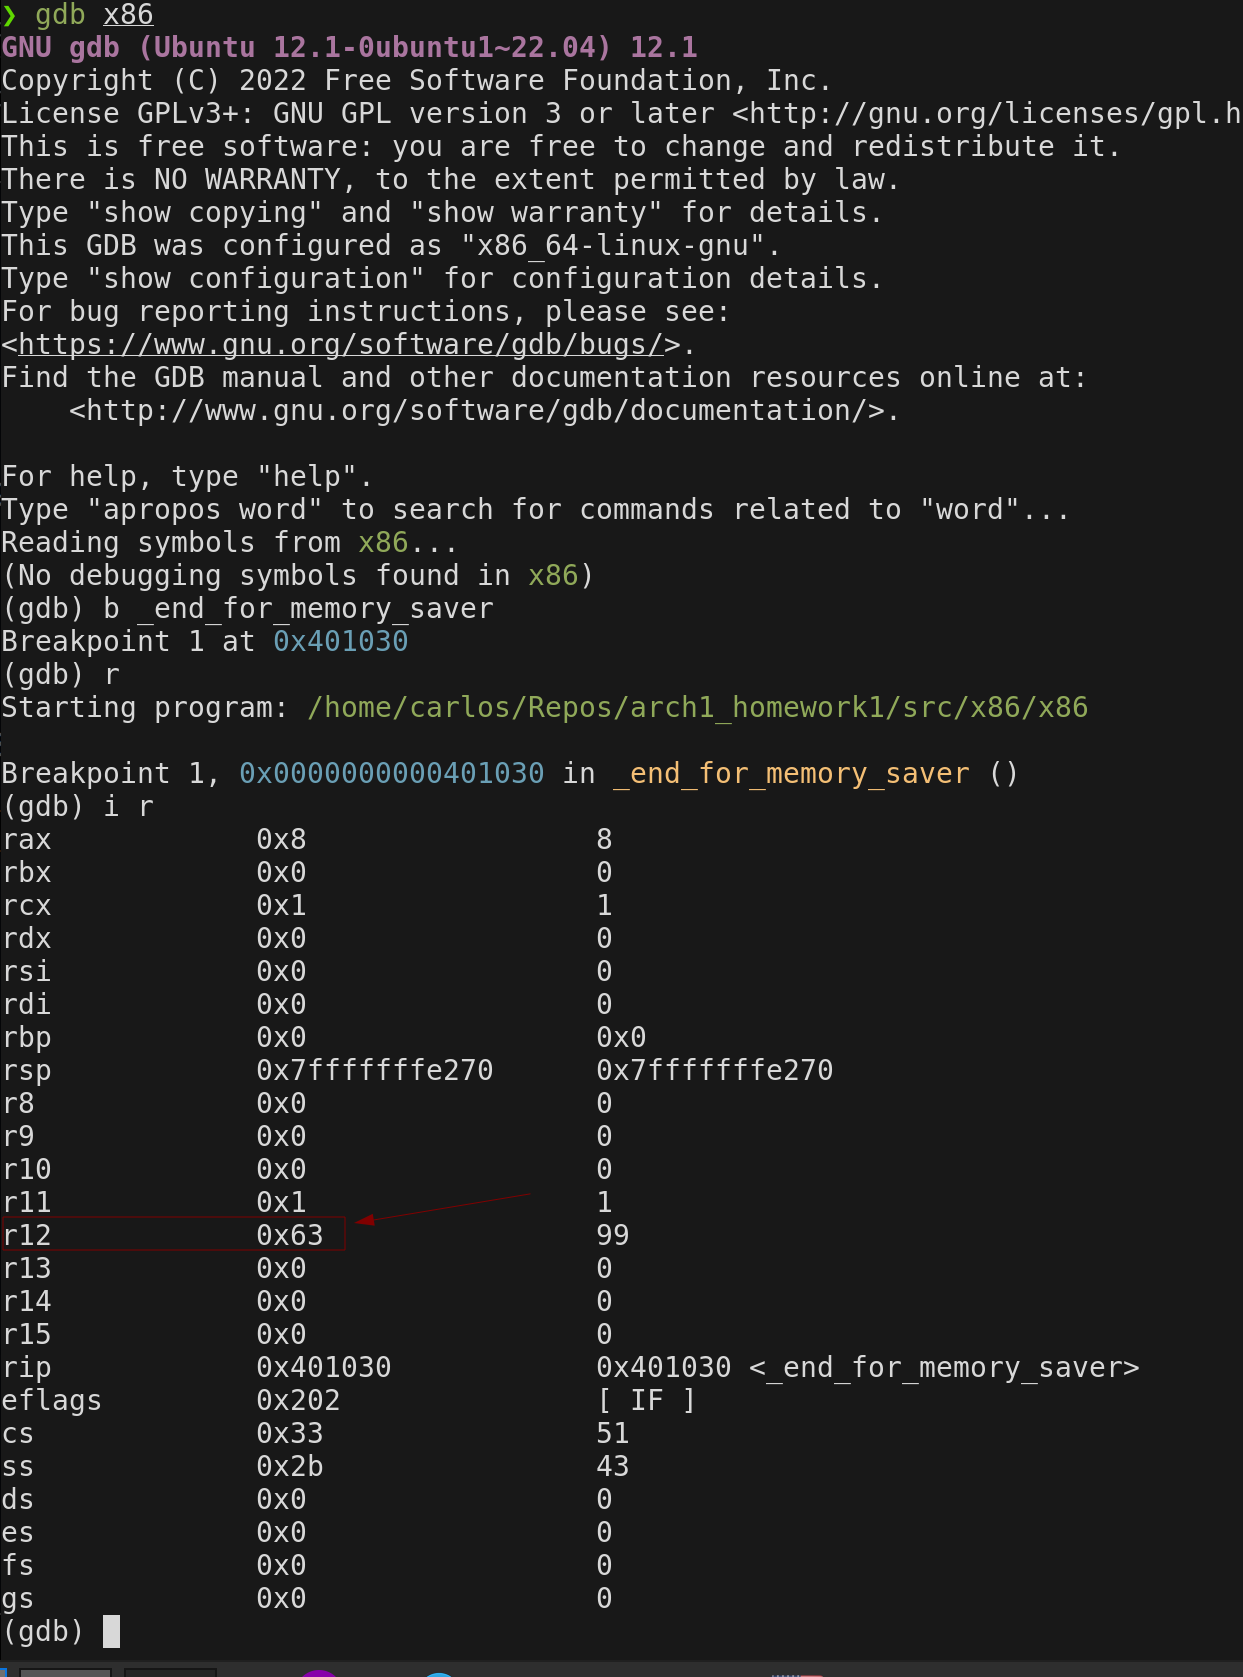 ❯ gdb x86
GNU gdb (Ubuntu 12.1-0ubuntu1~22.04) 12.1
Copyright (C) 2022 Free Software Foundation, Inc.
License GPLv3+: GNU GPL version 3 or later <http://gnu.org/licenses/gpl.h
This is free software: you are free to change and redistribute it.
There is NO WARRANTY, to the extent permitted by law.
Type "show copying" and "show warranty" for details.
This GDB was configured as "x86_64-linux-gnu".
Type "show configuration" for configuration details.
For bug reporting instructions, please see:
<https://www.gnu.org/software/gdb/bugs/>.
Find the GDB manual and other documentation resources online at:
    <http://www.gnu.org/software/gdb/documentation/>.

For help, type "help".
Type "apropos word" to search for commands related to "word"...
Reading symbols from x86...
(No debugging symbols found in x86)
(gdb) b _end_for_memory_saver
Breakpoint 1 at 0x401030
(gdb) r
Starting program: /home/carlos/Repos/arch1_homework1/src/x86/x86

Breakpoint 1, 0x0000000000401030 in _end_for_memory_saver ()
(gdb) i r
rax            0x8                 8
rbx            0x0                 0
rcx            0x1                 1
rdx            0x0                 0
rsi            0x0                 0
rdi            0x0                 0
rbp            0x0                 0x0
rsp            0x7fffffffe270      0x7fffffffe270
r8             0x0                 0
r9             0x0                 0
r10            0x0                 0
r11            0x1                 1
r12            0x63                99
r13            0x0                 0
r14            0x0                 0
r15            0x0                 0
rip            0x401030            0x401030 <_end_for_memory_saver>
eflags         0x202               [ IF ]
cs             0x33                51
ss             0x2b                43
ds             0x0                 0
es             0x0                 0
fs             0x0                 0
gs             0x0                 0
(gdb)